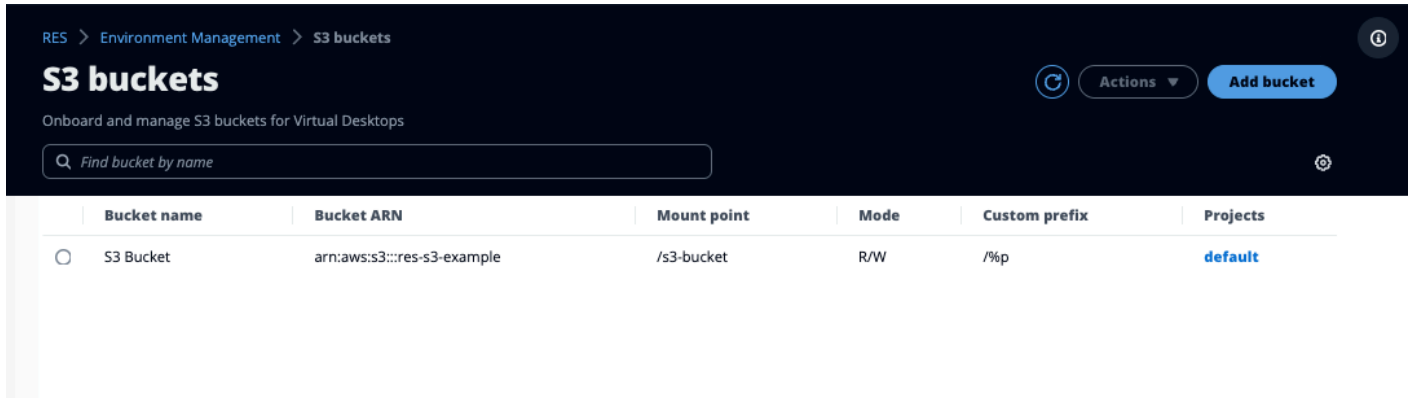 RES > Environment Management > S3 buckets
S3 buckets
Actions
Add bucket
Onboard and manage S3 buckets for Virtual Desktops
Find bucket by name
Bucket name Bucket ARN Mount point Mode Custom prefix Projects
S3 Bucket arn:aws:s3:::res-s3-example /s3-bucket R/W /%p default